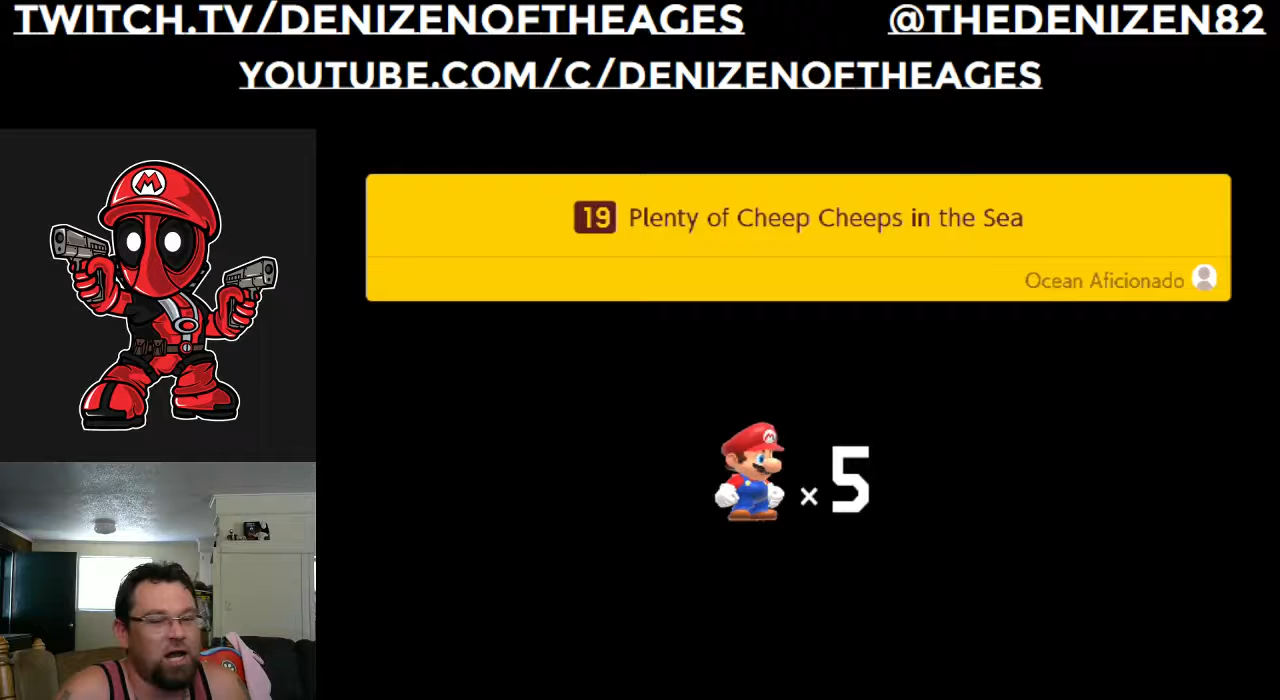 TWITCH.TV/DENIZENOFTHEAGES @THEDENIZEN82
YOUTUBE.COM/C/DENIZENOFTHEAGES
M
19 Plenty of Cheep Cheeps in the Sea
Ocean Aficionado
M
× 5